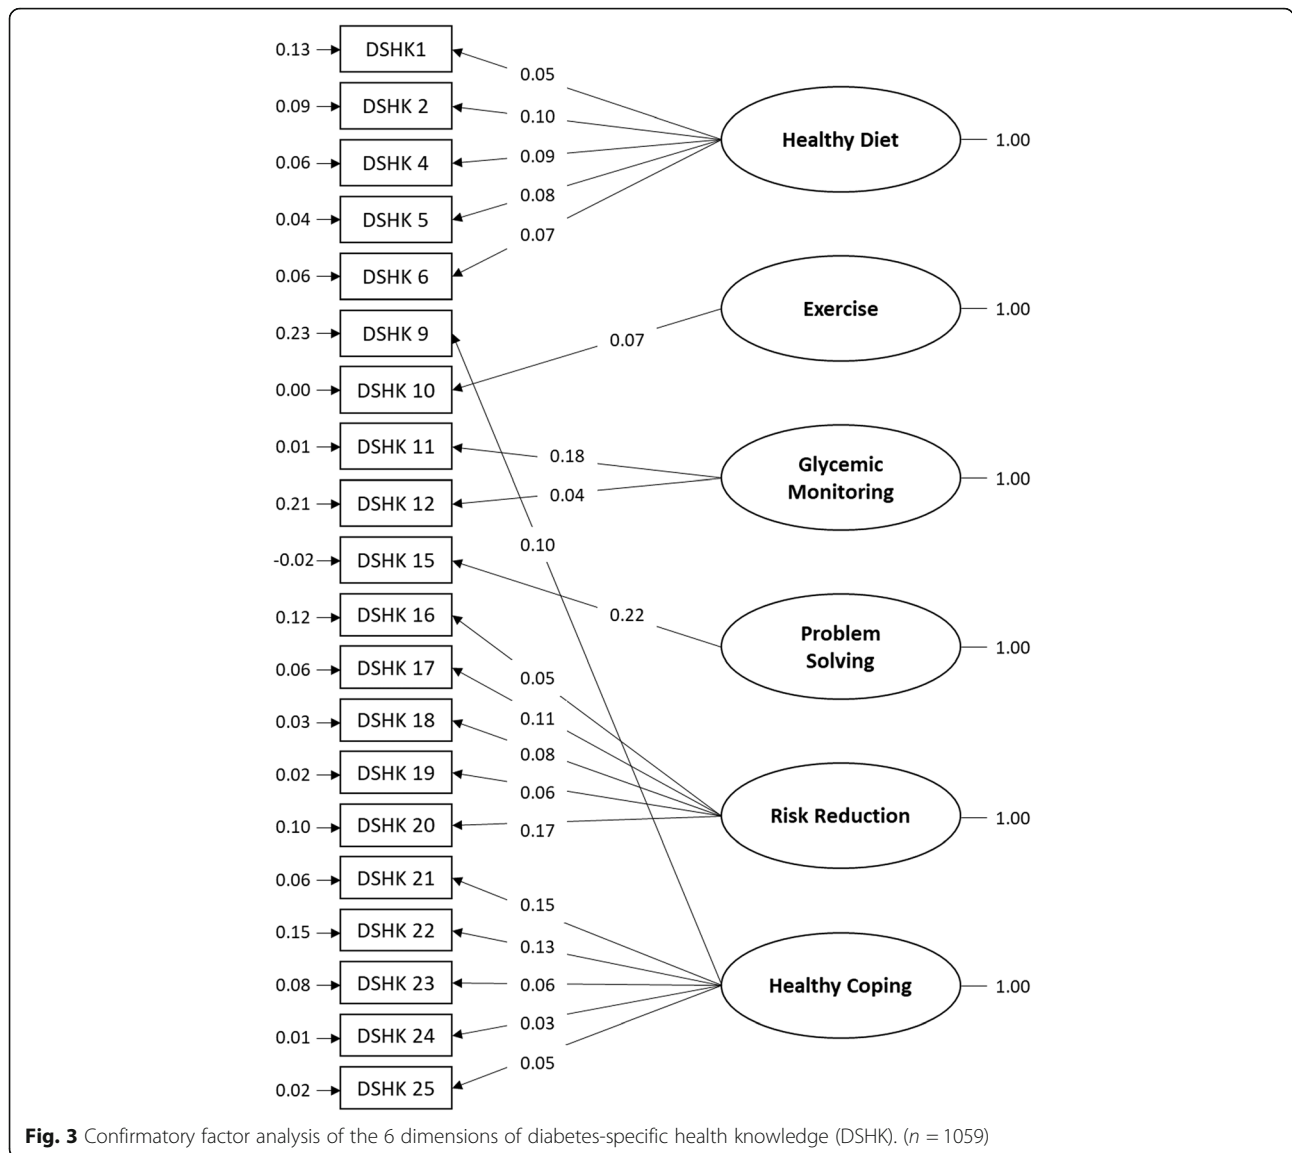 0.13 DSHK1
0.05
0.09 DSHK 2
0.10
Healthy Diet 1.00
0.06 DSHK 4
0.09
0.04 DSHK 5
0.08
0.06 DSHK 6
0.07
0.23 DSHK 9
Exercise 1.00
0.07
0.00 DSHK 10
0.01 DSHK 11
0.18
Glycemic
Monitoring 1.00
0.04
0.21 DSHK 12
0.10
-0.02 DSHK 15
0.22
0.12 DSHK 16
Problem
Solving 1.00
0.06 DSHK 17
0.05
0.11
0.03 DSHK 18
0.08
0.02 DSHK 19
0.06
Risk Reduction 1.00
0.10 DSHK 20
0.17
0.06 DSHK 21
0.15
0.15 DSHK 22
0.13
0.08 DSHK 23
0.06
Healthy Coping 1.00
0.03
0.01 DSHK 24
0.05
0.02 DSHK 25
Fig. 3 Confirmatory factor analysis of the 6 dimensions of diabetes-specific health knowledge (DSHK). (n = 1059)